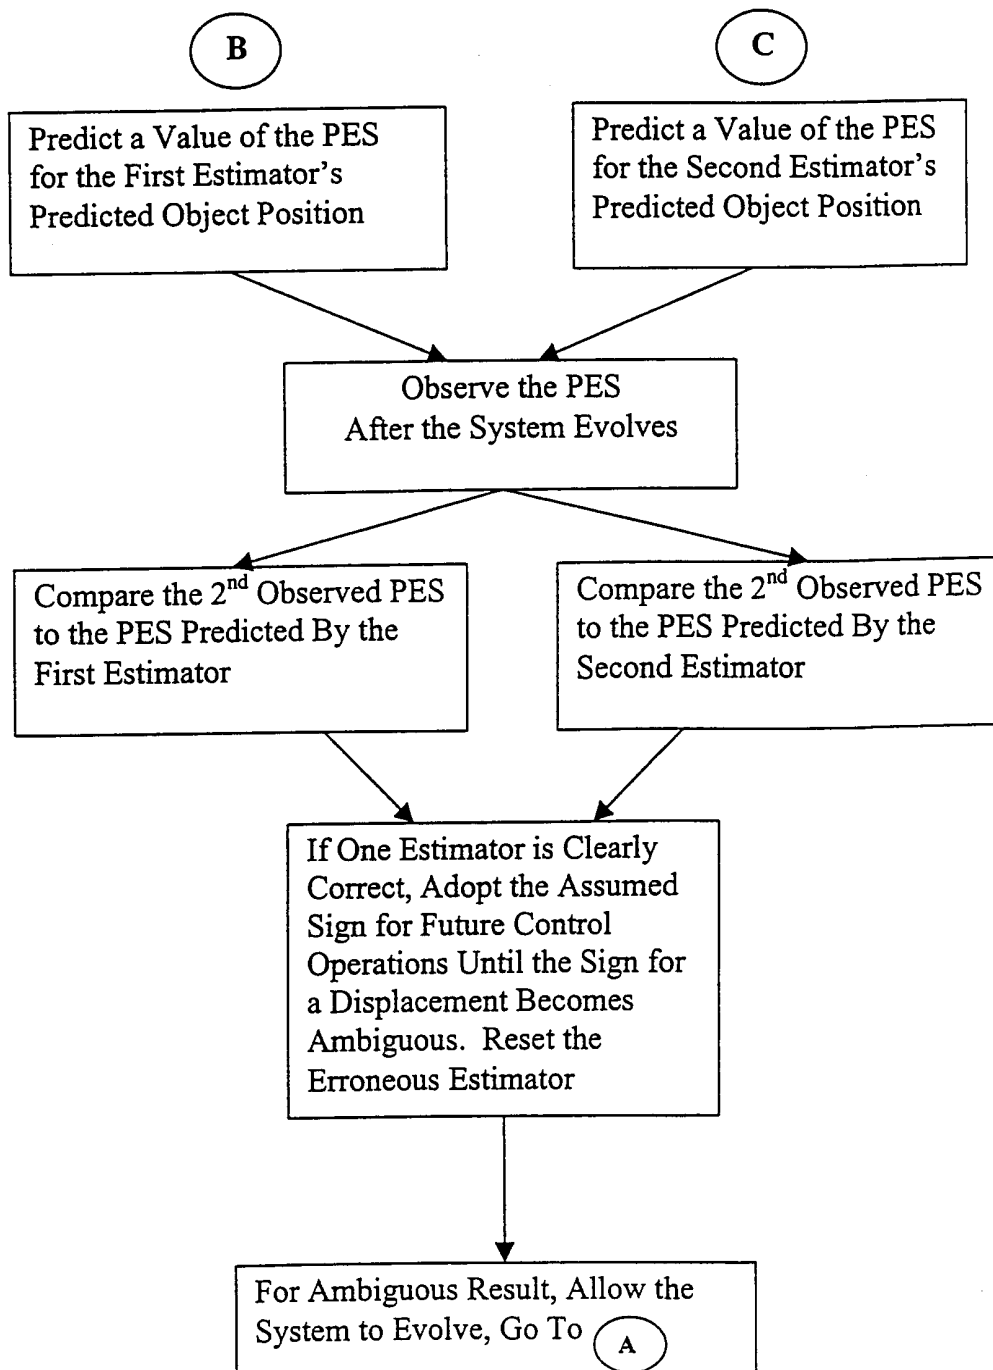 B
C
Predict a Value of the PES
for the First Estimator's
Predicted Object Position
Predict a Value of the PES
for the Second Estimator's
Predicted Object Position
Observe the PES
After the System Evolves
Compare the 2nd Observed PES
to the PES Predicted By the
First Estimator
Compare the 2nd Observed PES
to the PES Predicted By the
Second Estimator
If One Estimator is Clearly
Correct, Adopt the Assumed
Sign for Future Control
Operations Until the Sign for
a Displacement Becomes
Ambiguous. Reset the
Erroneous Estimator
For Ambiguous Result, Allow the
System to Evolve, Go To A